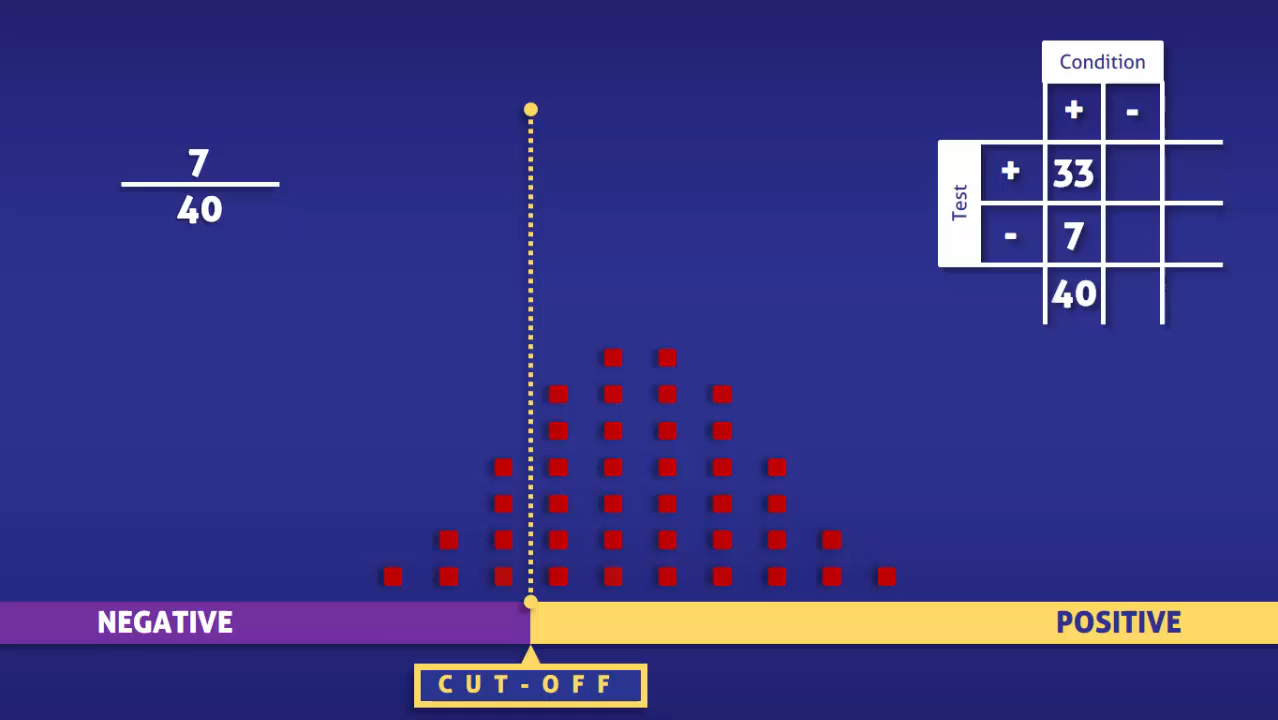 7
40
Condition
+ -
Test
+ 33
- 7
40
NEGATIVE
POSITIVE
CUT-OFF